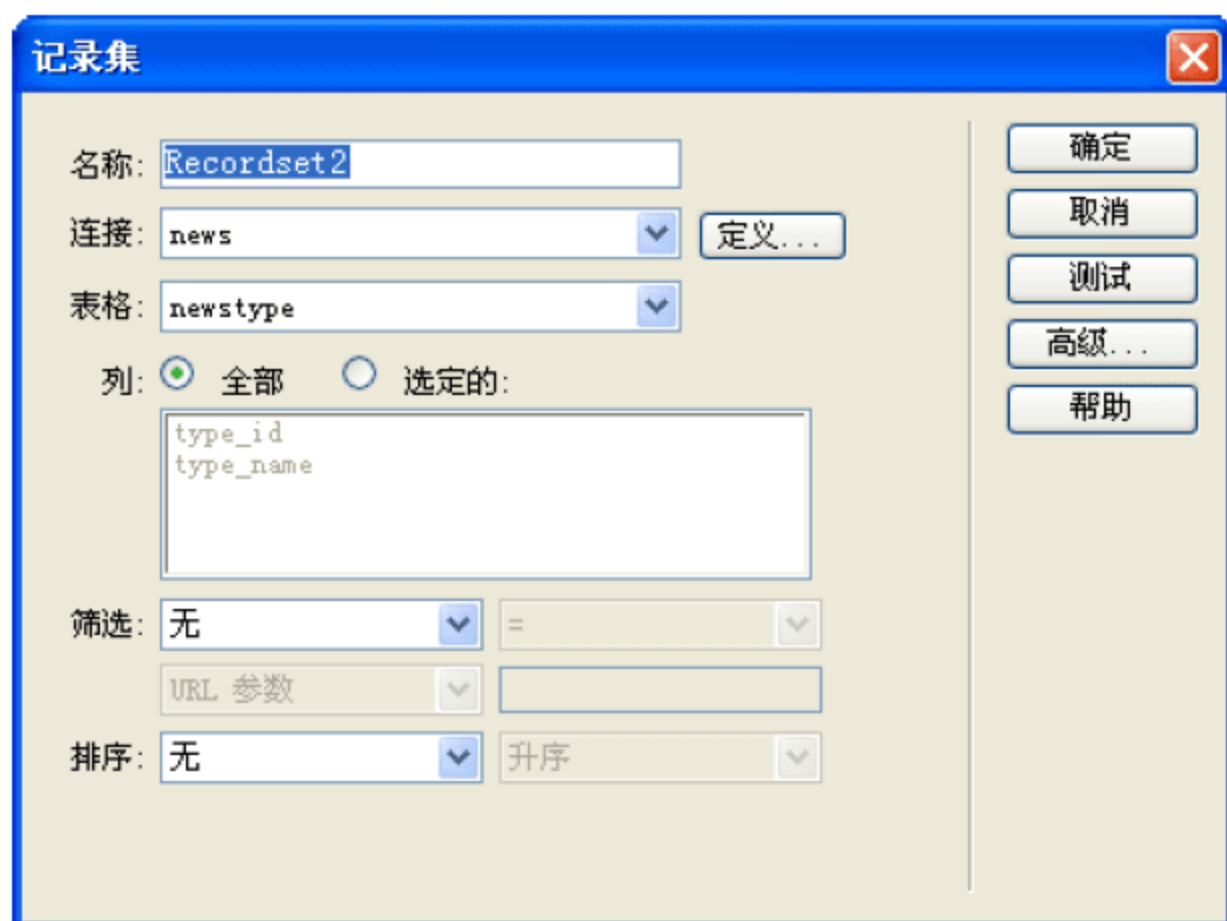 记录集
名称: Recordset2
连接: news 定义...
表格: newstype
列: 全部 选定的:
type_id
type_name
筛选: 无 =
URL 参数
排序: 无 升序
确定
取消
测试
高级...
帮助